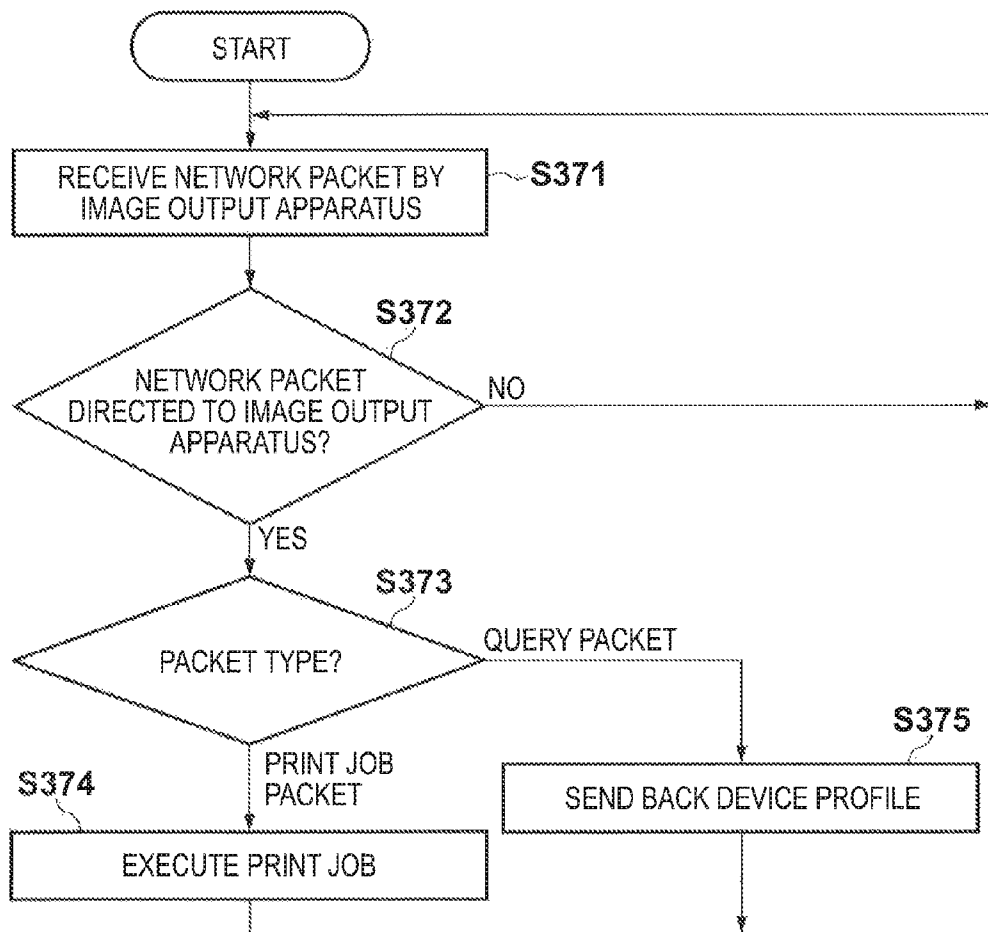 START
RECEIVE NETWORK PACKET BY
IMAGE OUTPUT APPARATUS
S371
S372
NETWORK PACKET
DIRECTED TO IMAGE OUTPUT
APPARATUS?
NO
YES
S373
PACKET TYPE?
QUERY PACKET
PRINT JOB
PACKET
S375
SEND BACK DEVICE PROFILE
S374
EXECUTE PRINT JOB